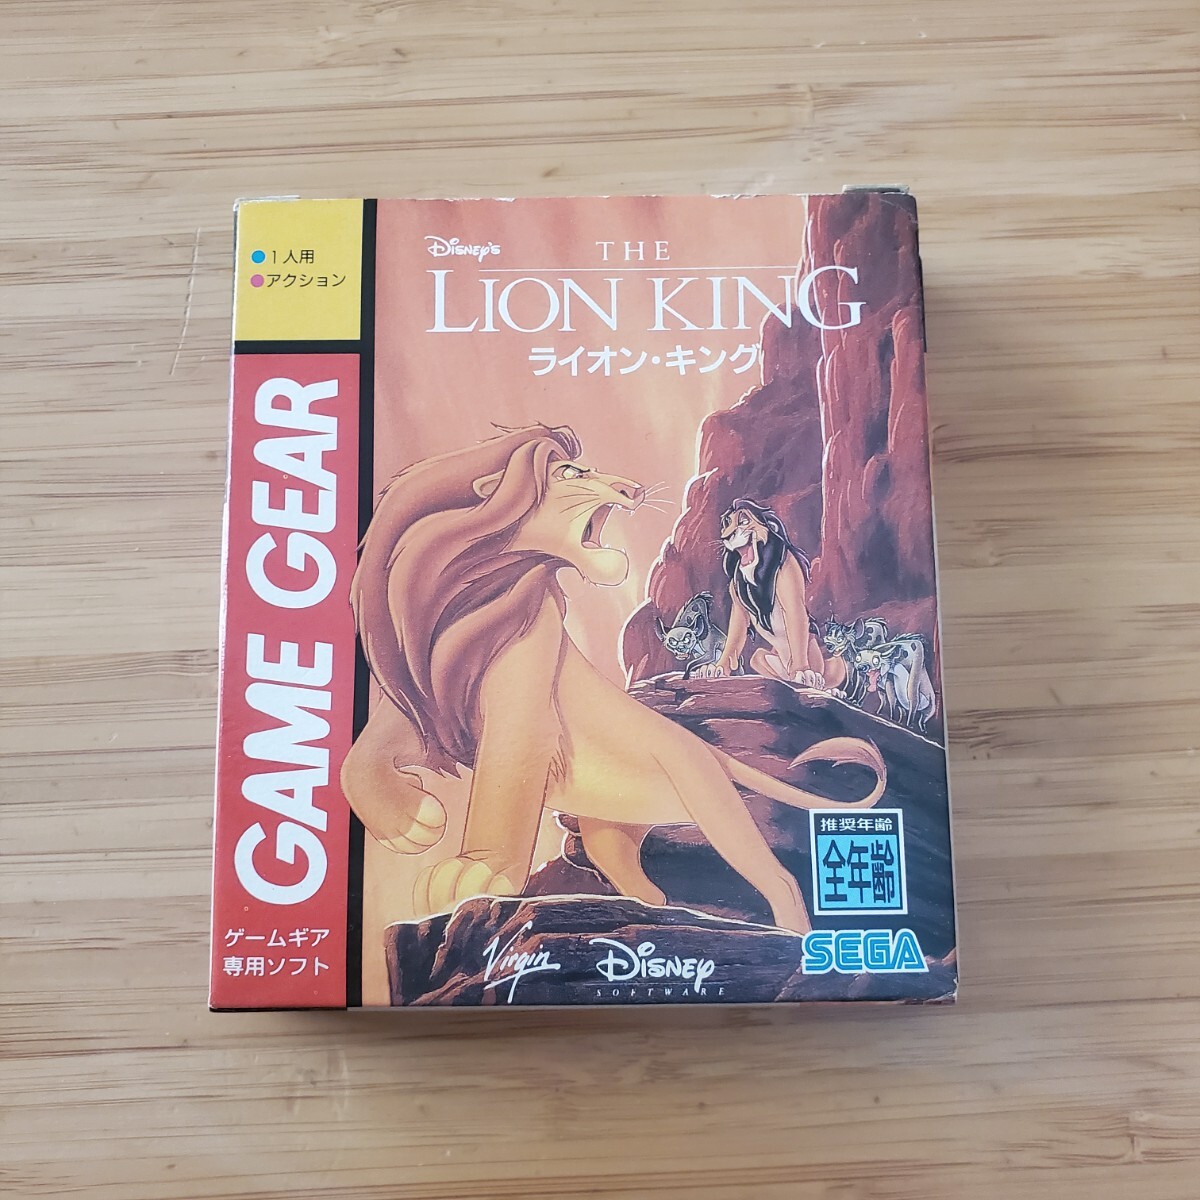 ●1人用
●アクション
GAME GEAR
ゲームギア
専用ソフト
Disney's
THE
LION KING
ライオン・キング
推奨年齢
全年齢
Virgin
Disney
SOFTWARE
SEGA